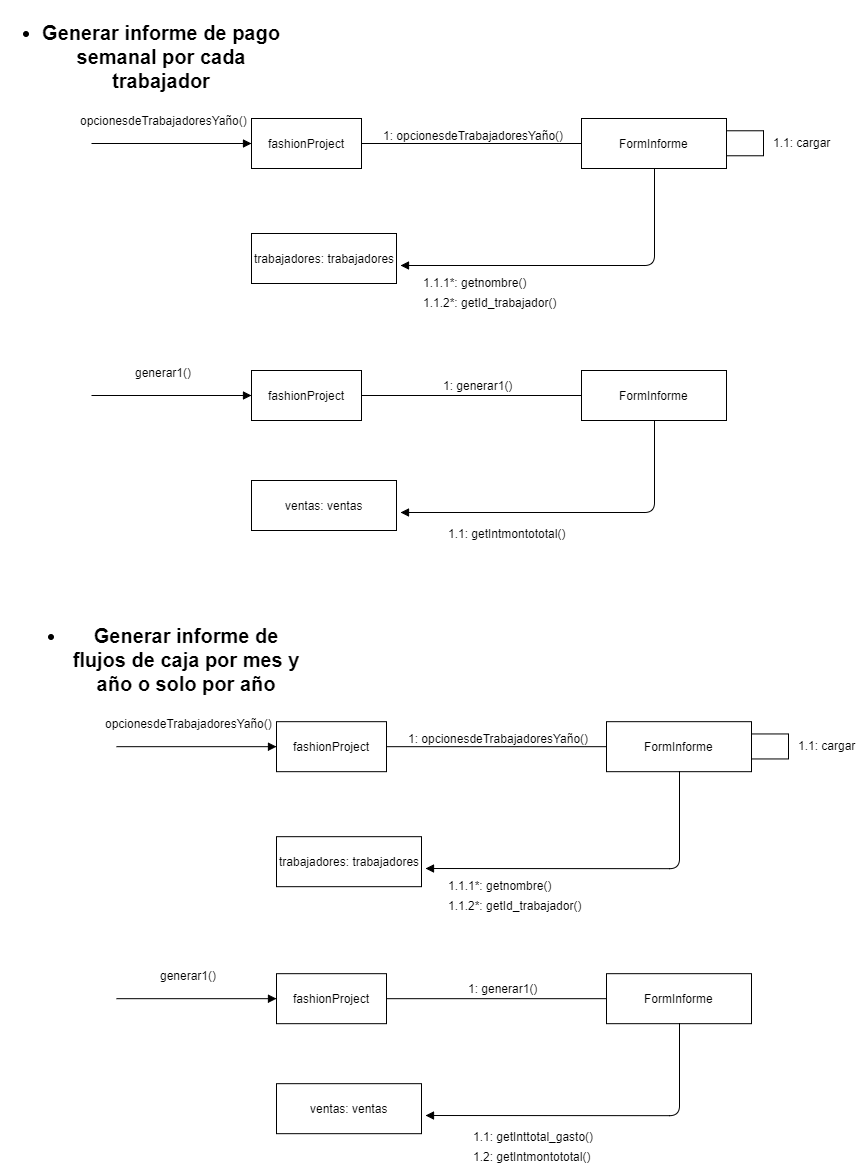 • Generar informe de pago
semanal por cada
trabajador
opcionesdeTrabajadoresYaño()
fashionProject
1: opcionesdeTrabajadoresYaño()
FormInforme
1.1: cargar
trabajadores: trabajadores
1.1.1*: getnombre()
1.1.2*: getId_trabajador()
generar1()
fashionProject
1: generar1()
FormInforme
ventas: ventas
1.1: getIntmontototal()
• Generar informe de
flujos de caja por mes y
año o solo por año
opcionesdeTrabajadoresYaño()
fashionProject
1: opcionesdeTrabajadoresYaño()
FormInforme
1.1: cargar
trabajadores: trabajadores
1.1.1*: getnombre()
1.1.2*: getId_trabajador()
generar1()
fashionProject
1: generar1()
FormInforme
ventas: ventas
1.1: getInttotal_gasto()
1.2: getIntmontototal()